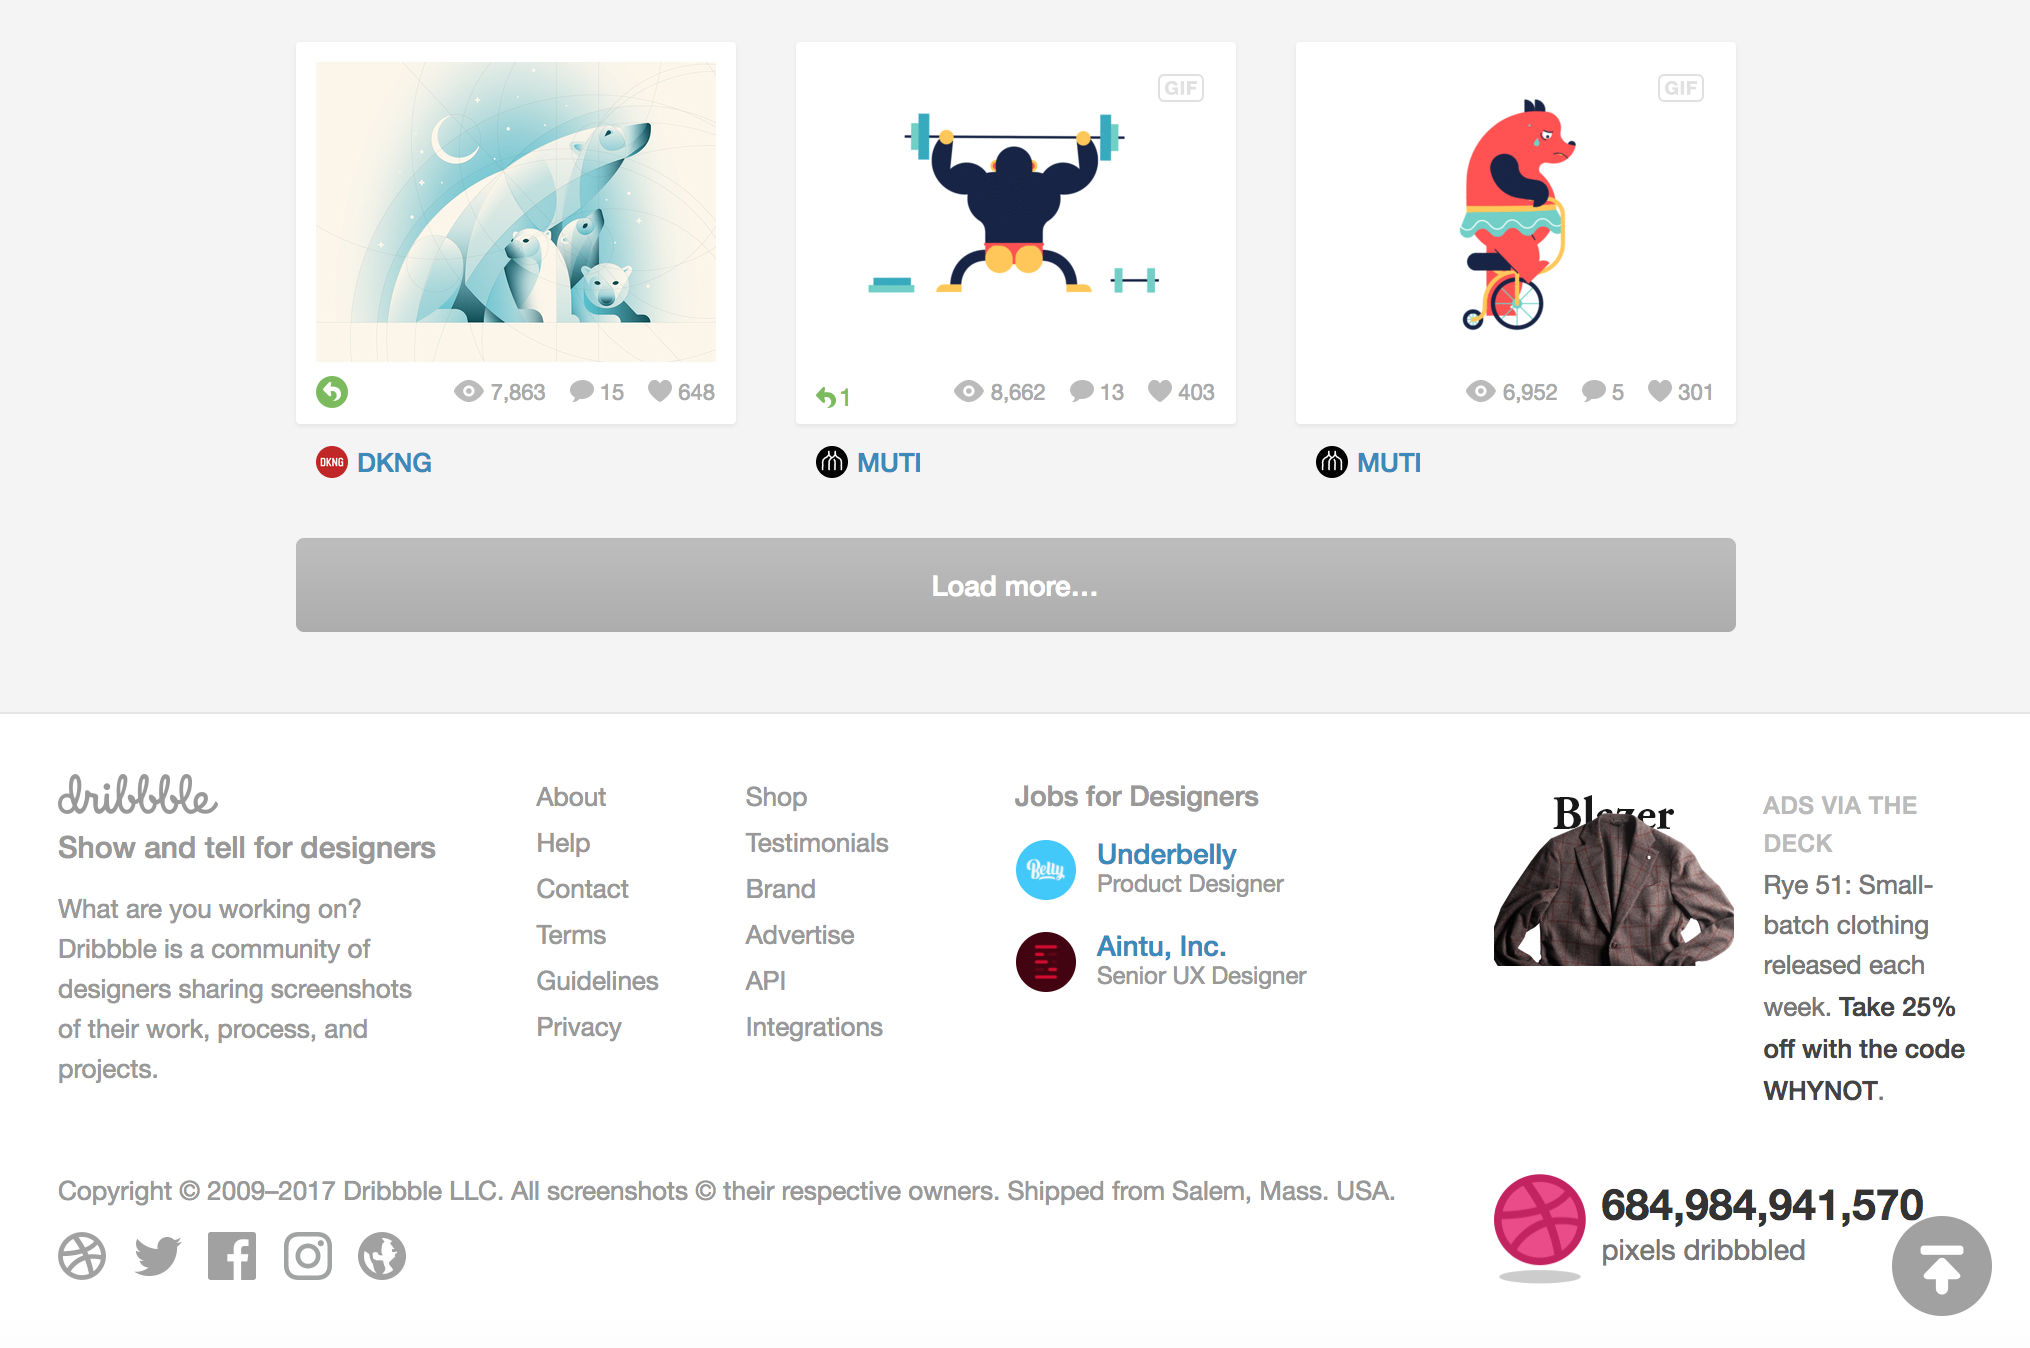 GIF
GIF
7,863 15 648
1 8,662 13 403
6,952 5 301
DKNG DKNG
MUTI
MUTI
Load more...
dribbble
Show and tell for designers
What are you working on?
Dribbble is a community of
designers sharing screenshots
of their work, process, and
projects.
About
Help
Contact
Terms
Guidelines
Privacy
Shop
Testimonials
Brand
Advertise
API
Integrations
Jobs for Designers
Belly
Underbelly
Product Designer
Aintu, Inc.
Senior UX Designer
Blazer
ADS VIA THE
DECK
Rye 51: Small-
batch clothing
released each
week. Take 25%
off with the code
WHYNOT.
Copyright © 2009–2017 Dribbble LLC. All screenshots © their respective owners. Shipped from Salem, Mass. USA.
684,984,941,570
pixels dribbbled